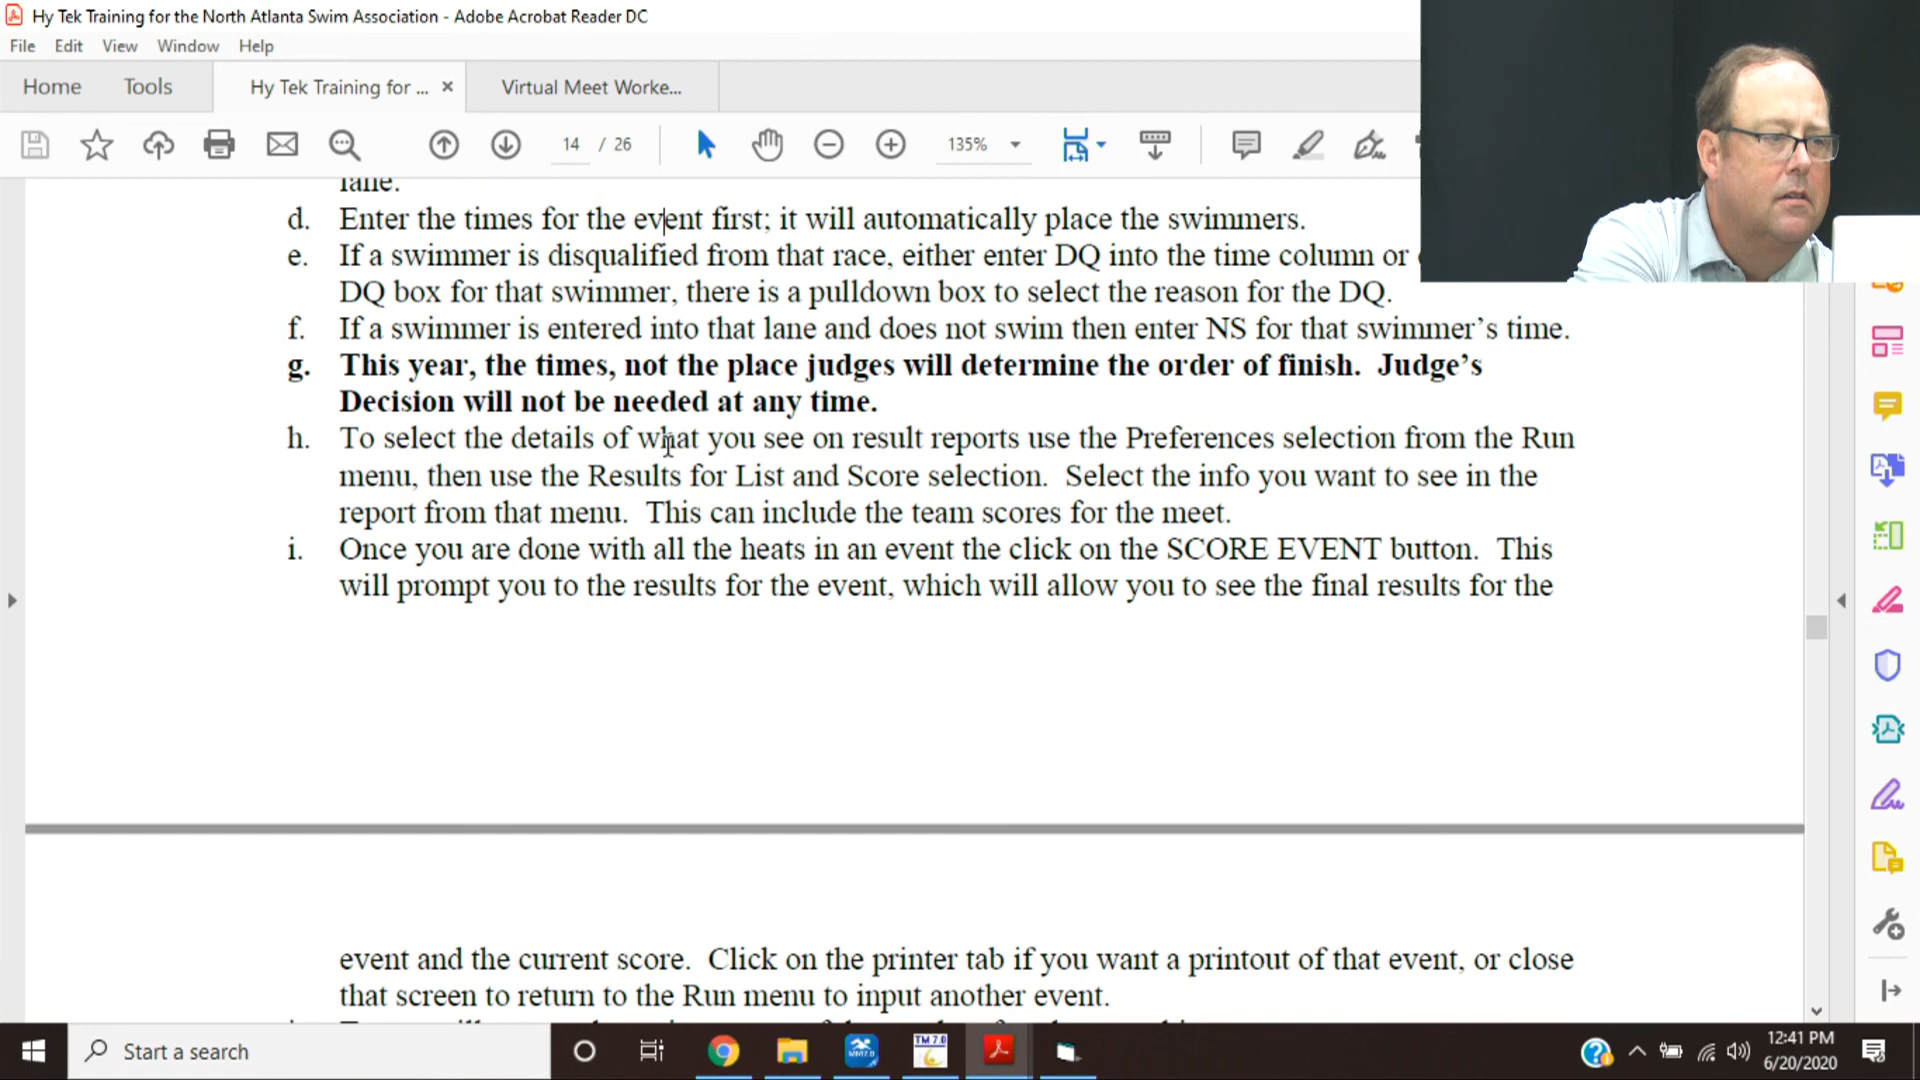 Hy Tek Training for the North Atlanta Swim Association - Adobe Acrobat Reader DC
File Edit View Window Help
Home Tools Hy Tek Training for ... × Virtual Meet Worke...
14 / 26 135%
lane.
d. Enter the times for the event first; it will automatically place the swimmers.
e. If a swimmer is disqualified from that race, either enter DQ into the time column or
DQ box for that swimmer, there is a pulldown box to select the reason for the DQ.
f. If a swimmer is entered into that lane and does not swim then enter NS for that swimmer's time.
g. This year, the times, not the place judges will determine the order of finish. Judge's
Decision will not be needed at any time.
h. To select the details of what you see on result reports use the Preferences selection from the Run
menu, then use the Results for List and Score selection. Select the info you want to see in the
report from that menu. This can include the team scores for the meet.
i. Once you are done with all the heats in an event the click on the SCORE EVENT button. This
will prompt you to the results for the event, which will allow you to see the final results for the
event and the current score. Click on the printer tab if you want a printout of that event, or close
that screen to return to the Run menu to input another event.
Start a search TM 7.0 12:41 PM
6/20/2020